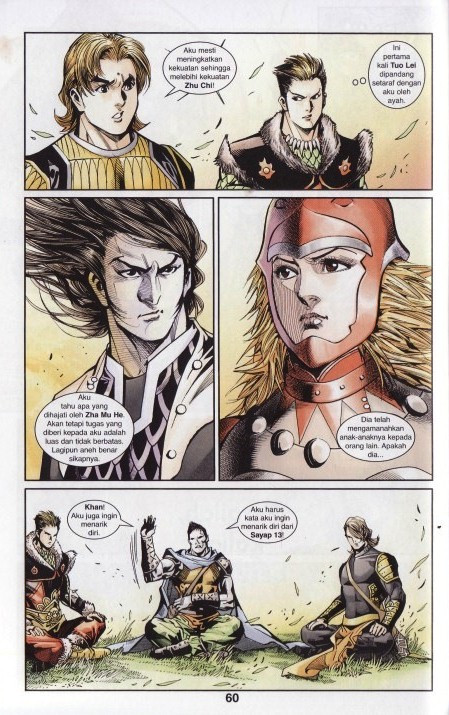 Aku mesti
meningkatkan
kekuatan sehingga
melebihi kekuatan
Zhu Chi!
Ini
pertama
kali Tuo Lei
dipandang
setaraf dengan
aku oleh
ayah.
Aku
tahu apa yang
dihajati oleh Zha Mu He.
Akan tetapi tugas yang
diberi kepada aku adalah
luas dan tidak berbatas.
Lagipun aneh benar
sikapnya.
Dia telah
mengamanahkan
anak-anaknya kepada
orang lain. Apakah
dia...
Khan!
Aku juga ingin
menarik
diri.
Aku harus
kata aku ingin
menarik diri dari
Sayap 13!
60